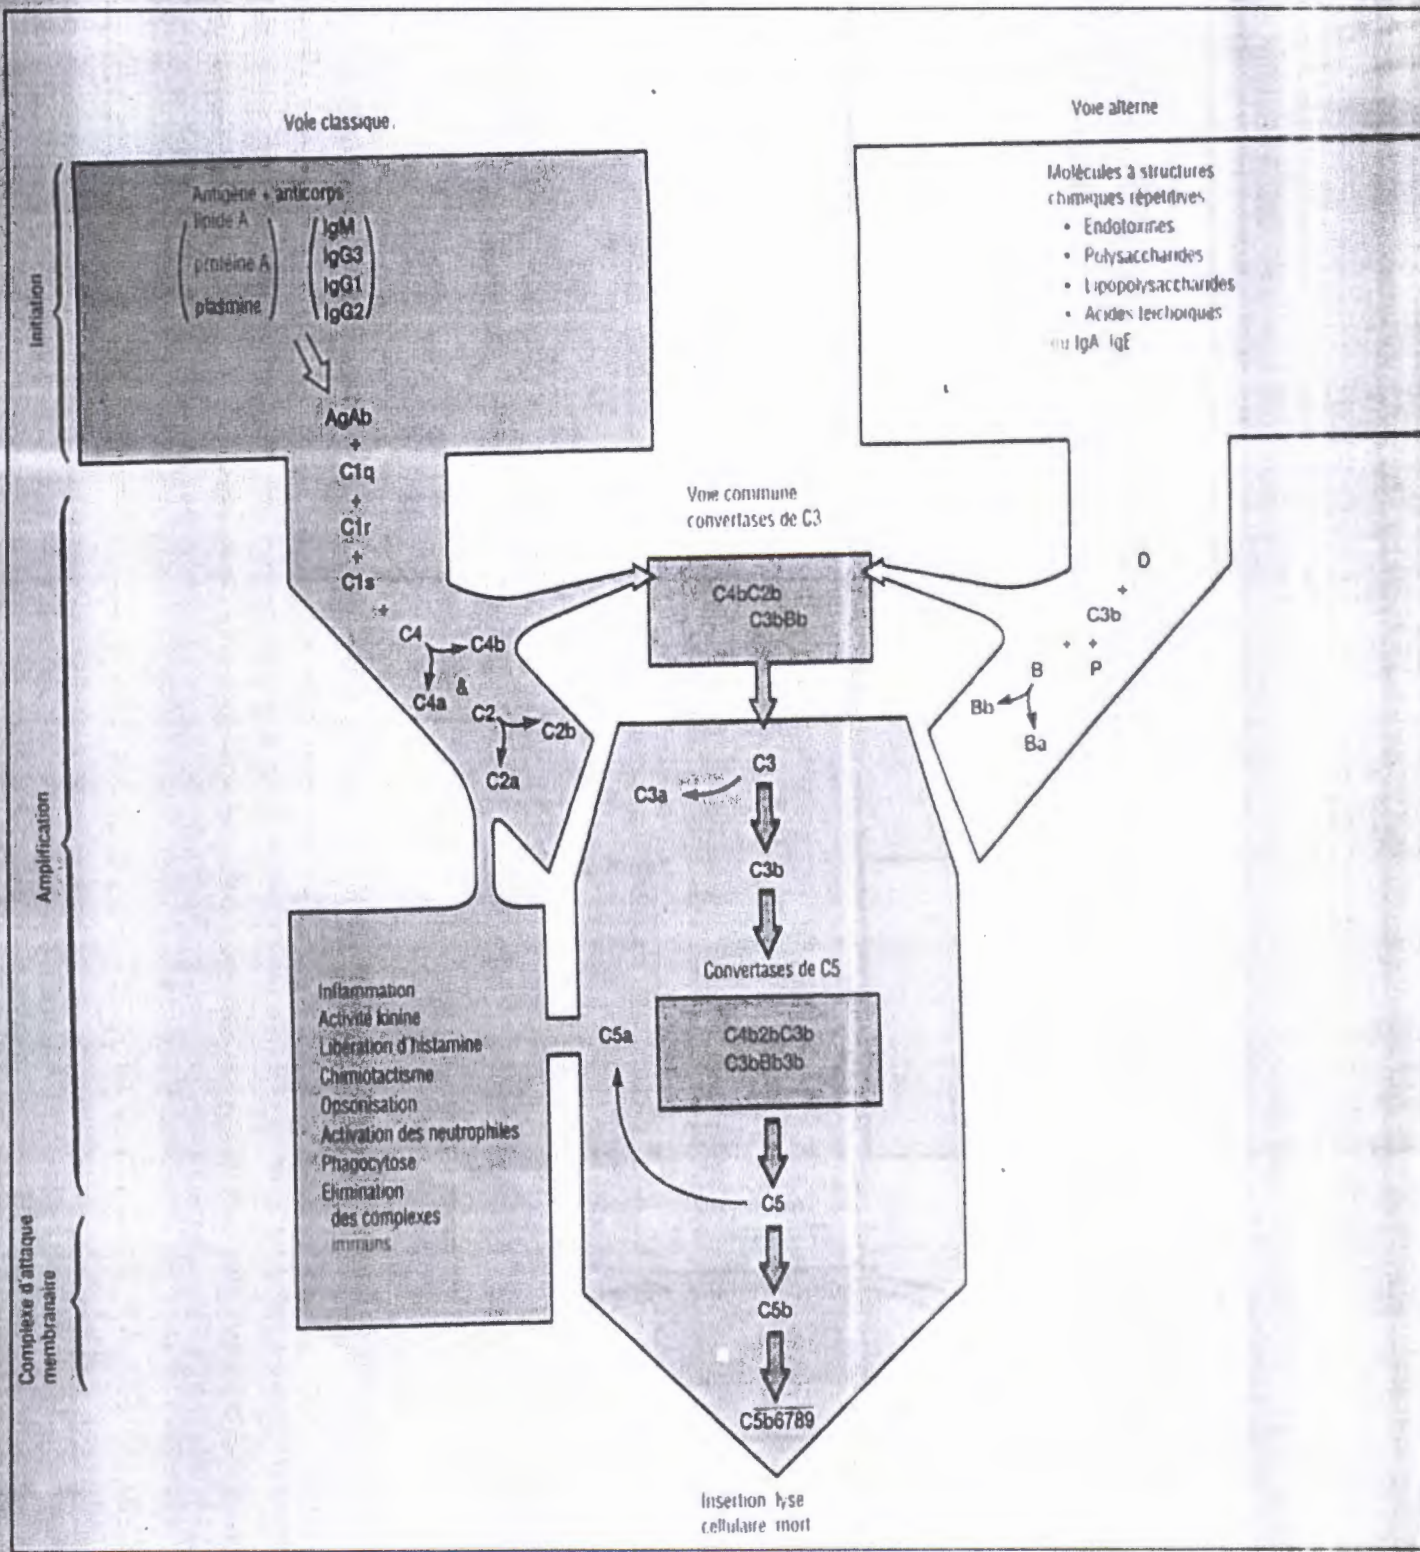 Voie classique.
Voie alterne
Initiation
Antigène + anticorps
lipide A
protéine A
plasmine
IgM
IgG3
IgG1
IgG2
AgAb
+
C1q
+
C1r
+
C1s
+
C4
C4b
C4a
&
C2
C2b
C2a
Molécules à structures
chimiques répétitives
• Endotoxines
• Polysaccharides
• Lipopolysaccharides
• Acides teichoïques
ou IgA IgE
D
+
C3b
+ +
B P
Bb
Ba
Voie commune
convertases de C3
C4bC2b
C3bBb
Amplification
C3
C3a
C3b
Convertases de C5
C4b2bC3b
C3bBb3b
C5a
C5
C5b
C5b6789
Insertion lyse
cellulaire mort
Inflammation
Activité kinine
Libération d'histamine
Chimiotactisme
Opsonisation
Activation des neutrophiles
Phagocytose
Elimination
des complexes
immuns
Complexe d'attaque
membranaire